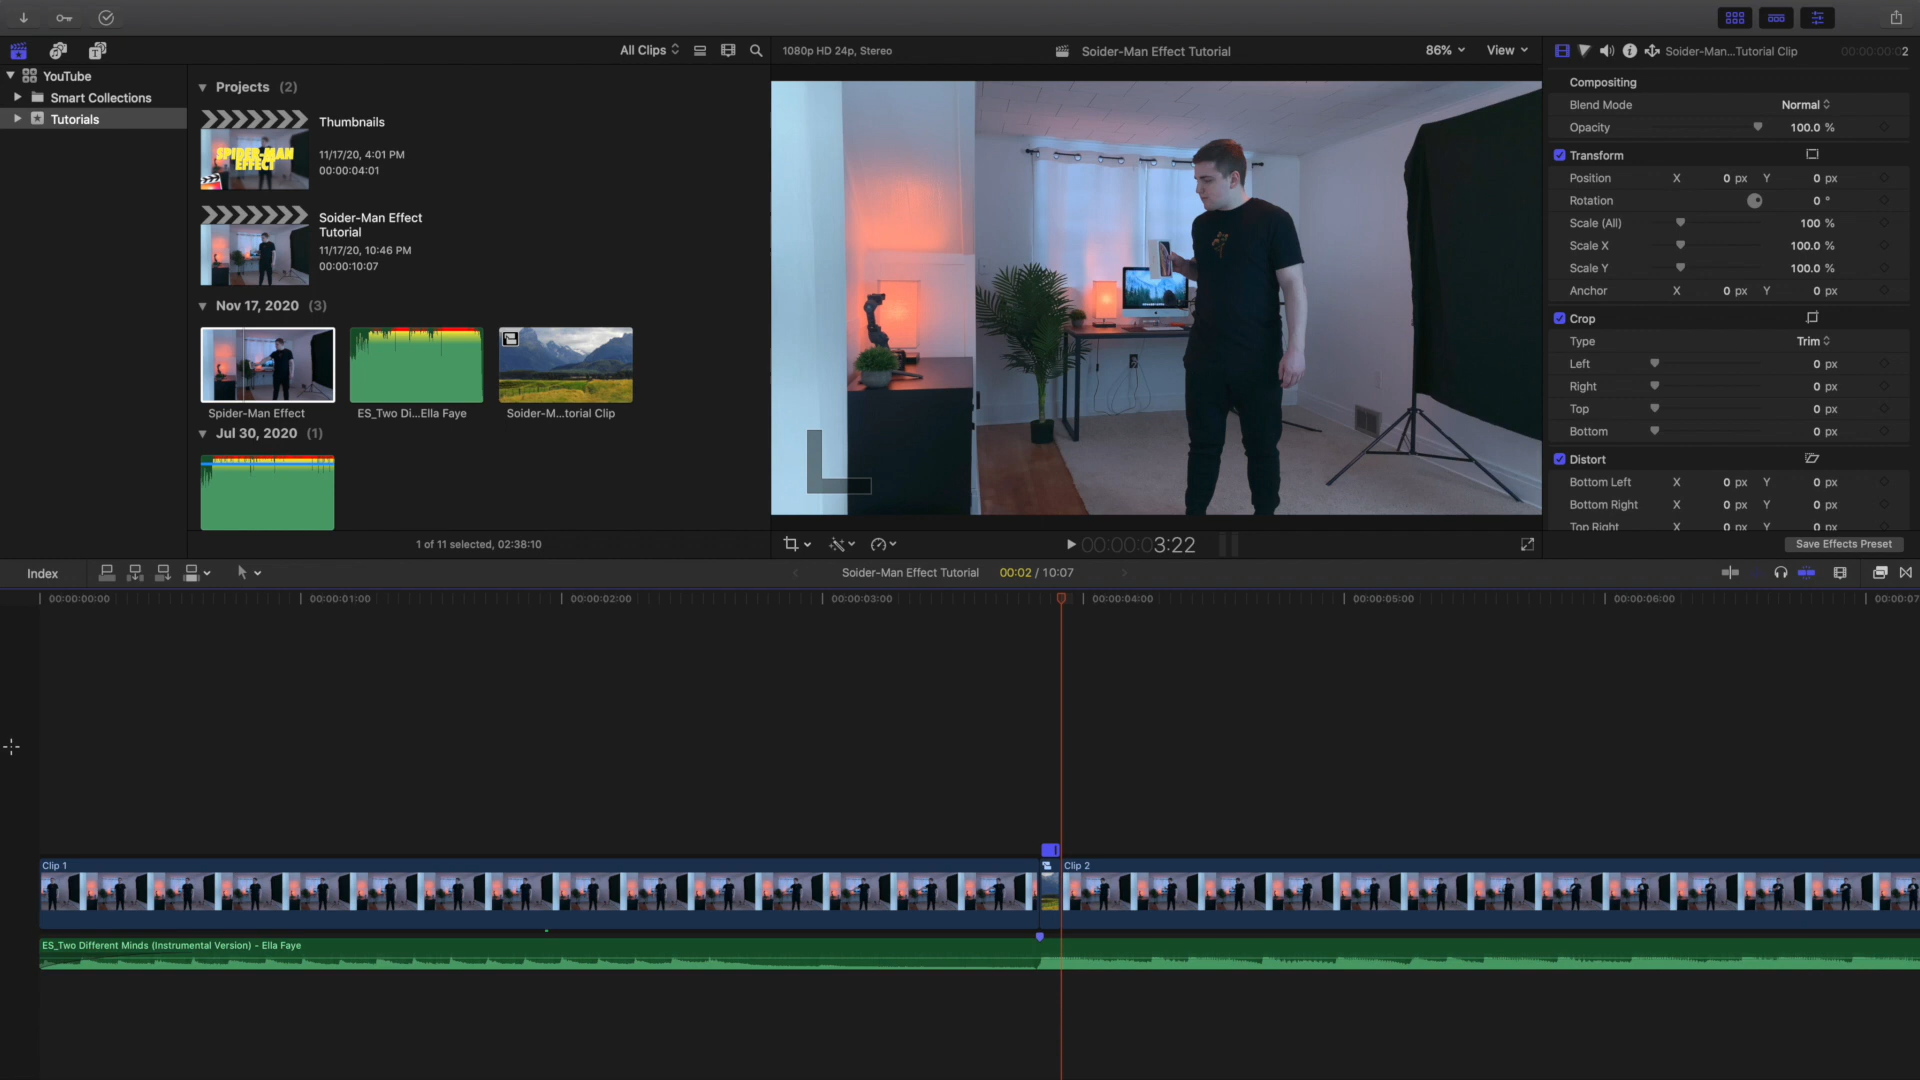 All Clips
1080p HD 24p, Stereo
Soider-Man Effect Tutorial
86%
View
Soider-Man...Tutorial Clip
00:00:00:02
YouTube
Smart Collections
Tutorials
Projects (2)
Thumbnails
11/17/20, 4:01 PM
00:00:04:01
SPIDER-MAN
EFFECT
Soider-Man Effect
Tutorial
11/17/20, 10:46 PM
00:00:10:07
Nov 17, 2020 (3)
Spider-Man Effect
ES_Two Di...Ella Faye
Soider-M...torial Clip
Jul 30, 2020 (1)
1 of 11 selected, 02:38:10
00:00:03:22
Compositing
Blend Mode Normal
Opacity 100.0 %
Transform
Position X 0 px Y 0 px
Rotation 0 °
Scale (All) 100 %
Scale X 100.0 %
Scale Y 100.0 %
Anchor X 0 px Y 0 px
Crop
Type Trim
Left 0 px
Right 0 px
Top 0 px
Bottom 0 px
Distort
Bottom Left X 0 px Y 0 px
Bottom Right X 0 px Y 0 px
Top Right X 0 px Y 0 px
Save Effects Preset
Index
Soider-Man Effect Tutorial 00:02 / 10:07
00:00:00:00 00:00:01:00 00:00:02:00 00:00:03:00 00:00:04:00 00:00:05:00 00:00:06:00 00:00:07
Clip 1
Clip 2
ES_Two Different Minds (Instrumental Version) - Ella Faye